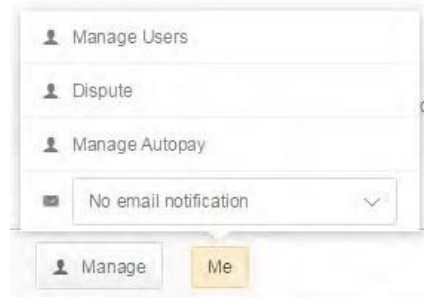 Manage Users
Dispute
Manage Autopay
No email notification
Manage
Me